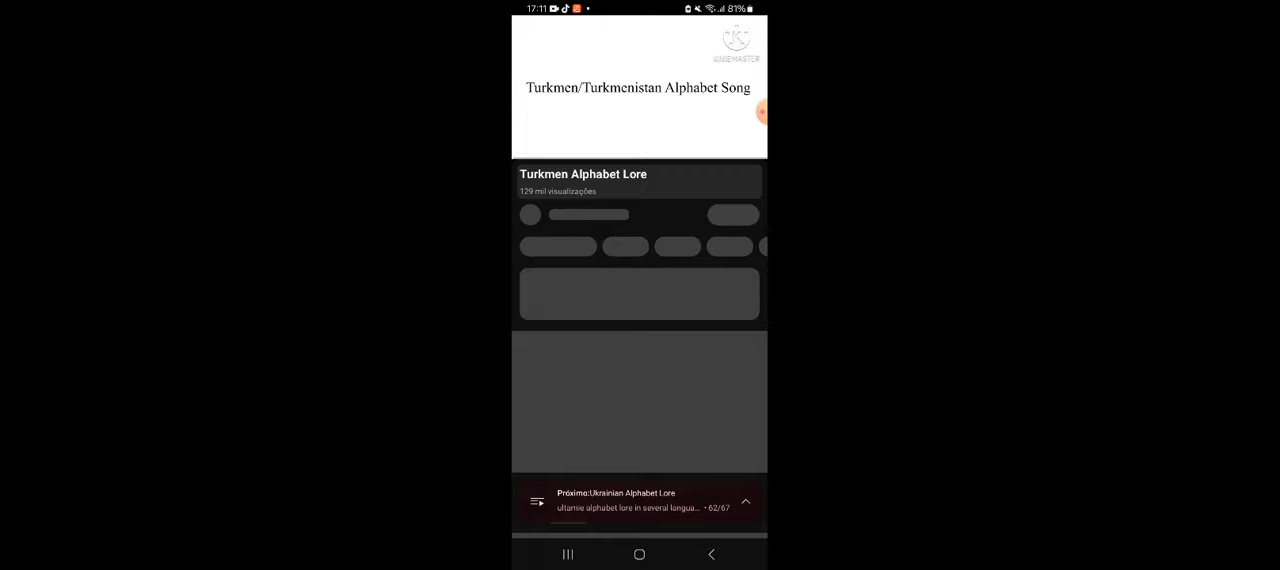 17:11
81%
KINEMASTER
Turkmen/Turkmenistan Alphabet Song
Turkmen Alphabet Lore
129 mil visualizações
Próximo:Ukrainian Alphabet Lore
ultamie alphabet lore in several langua... • 62/67